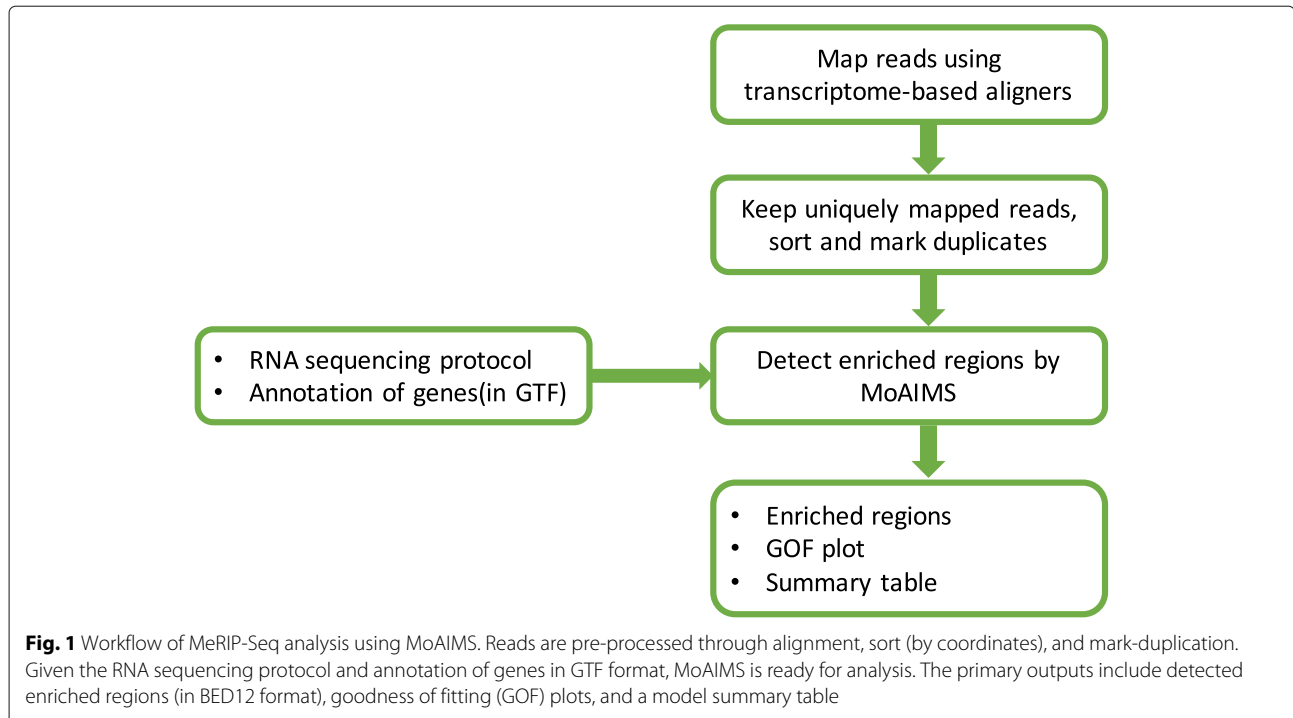 Map reads using
transcriptome-based aligners
Keep uniquely mapped reads,
sort and mark duplicates
• RNA sequencing protocol
• Annotation of genes(in GTF)
Detect enriched regions by
MoAIMS
• Enriched regions
• GOF plot
• Summary table
Fig. 1 Workflow of MeRIP-Seq analysis using MoAIMS. Reads are pre-processed through alignment, sort (by coordinates), and mark-duplication.
Given the RNA sequencing protocol and annotation of genes in GTF format, MoAIMS is ready for analysis. The primary outputs include detected
enriched regions (in BED12 format), goodness of fitting (GOF) plots, and a model summary table